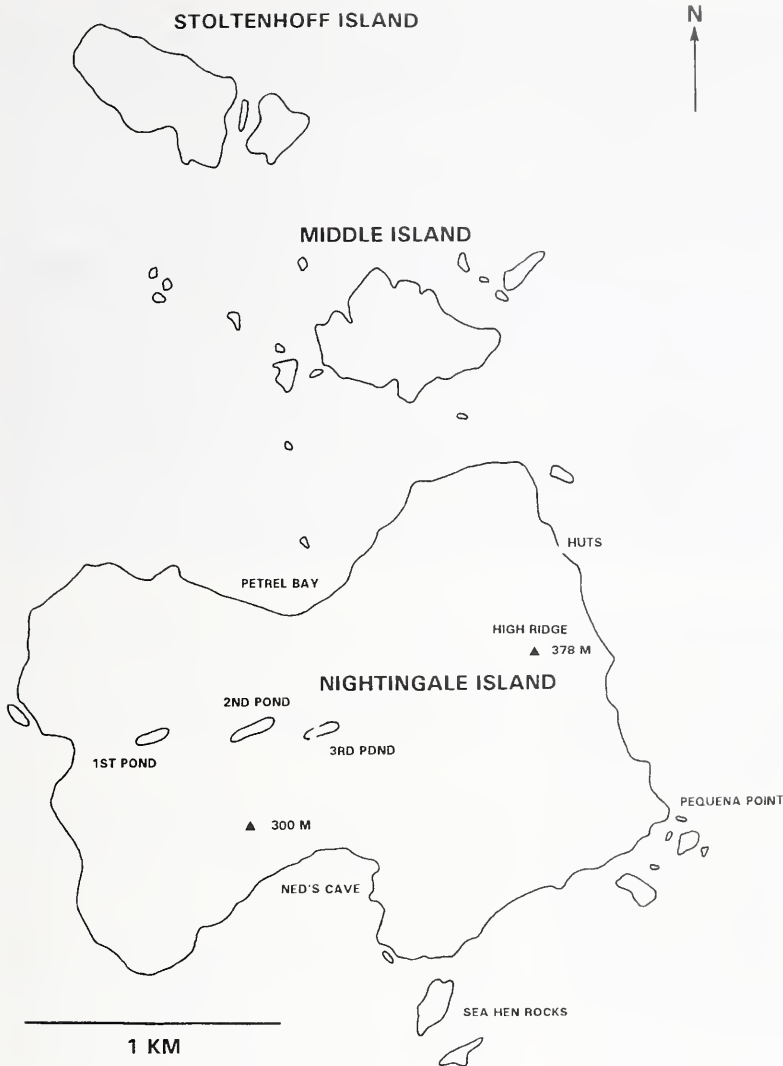 STOLTENHOFF ISLAND
N
MIDDLE ISLAND
HUTS
PETREL BAY
HIGH RIDGE
378 M
NIGHTINGALE ISLAND
2ND POND
3RD PDND
1ST POND
PEQUENA POINT
300 M
NED'S CAVE
SEA HEN ROCKS
1 KM